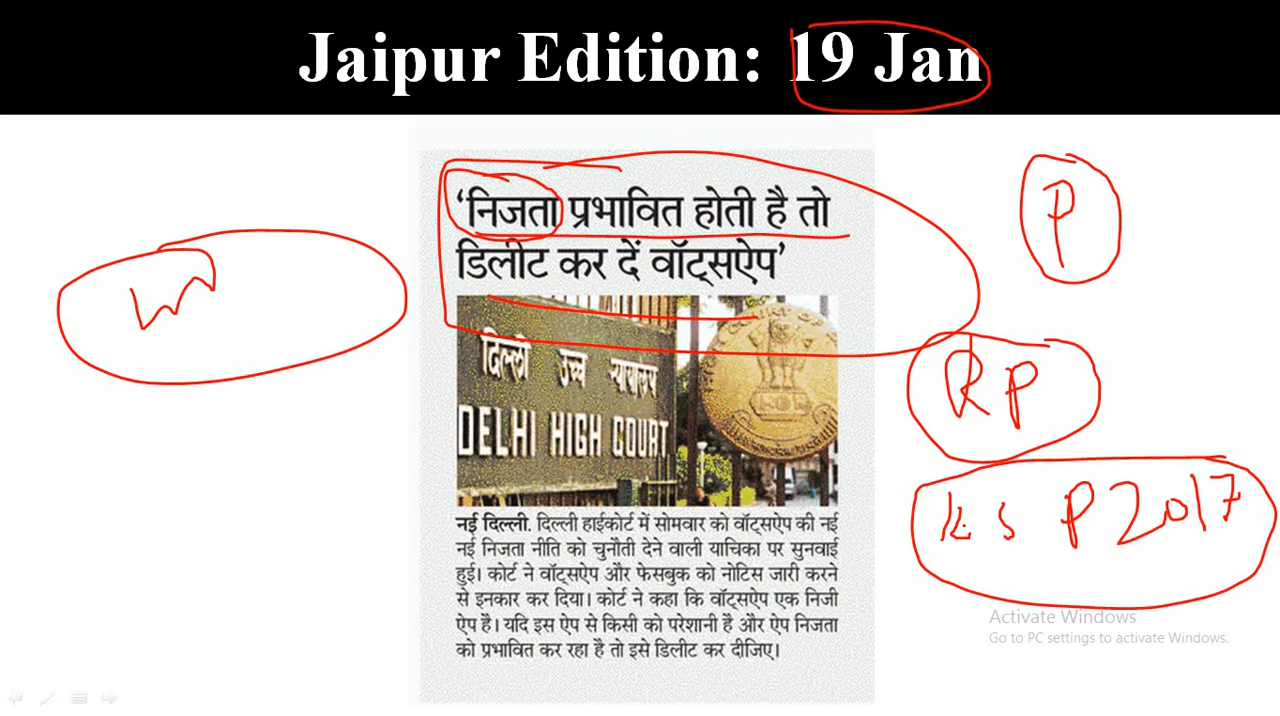 Jaipur Edition: 19 Jan
‘निजता प्रभावित होती है तो
डिलीट कर दें वॉट्सऐप’
P
W
RP
दिल्ली उच्च न्यायालय
DELHI HIGH COURT
KS P 2017
नई दिल्ली. दिल्ली हाईकोर्ट में सोमवार को वॉट्सऐप की नई
नई निजता नीति को चुनौती देने वाली याचिका पर सुनवाई
हुई। कोर्ट ने वॉट्सऐप और फेसबुक को नोटिस जारी करने
से इनकार कर दिया। कोर्ट ने कहा कि वॉट्सऐप एक निजी
ऐप है। यदि इस ऐप से किसी को परेशानी है और ऐप निजता
को प्रभावित कर रहा है तो इसे डिलीट कर दीजिए।
Activate Windows
Go to PC settings to activate Windows.